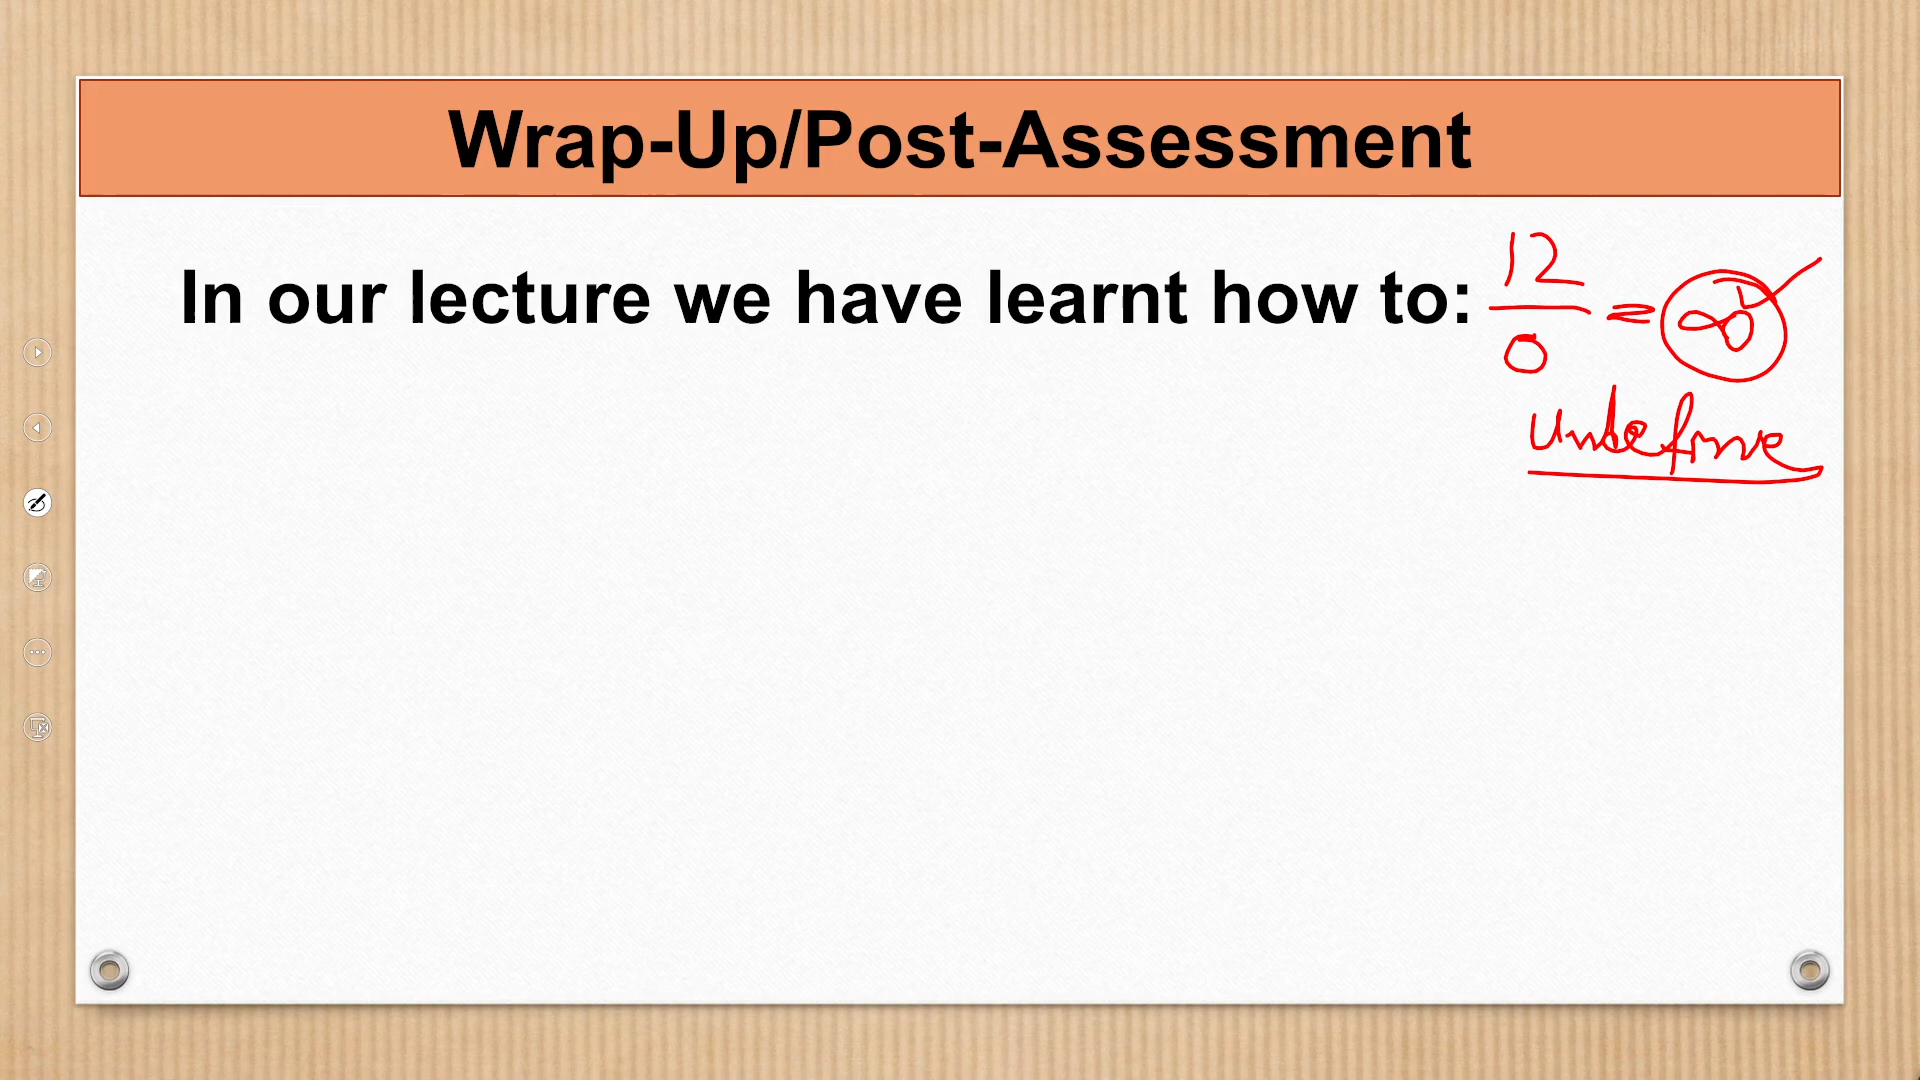 Wrap-Up/Post-Assessment
In our lecture we have learnt how to:
12/0 = ∞
undefine